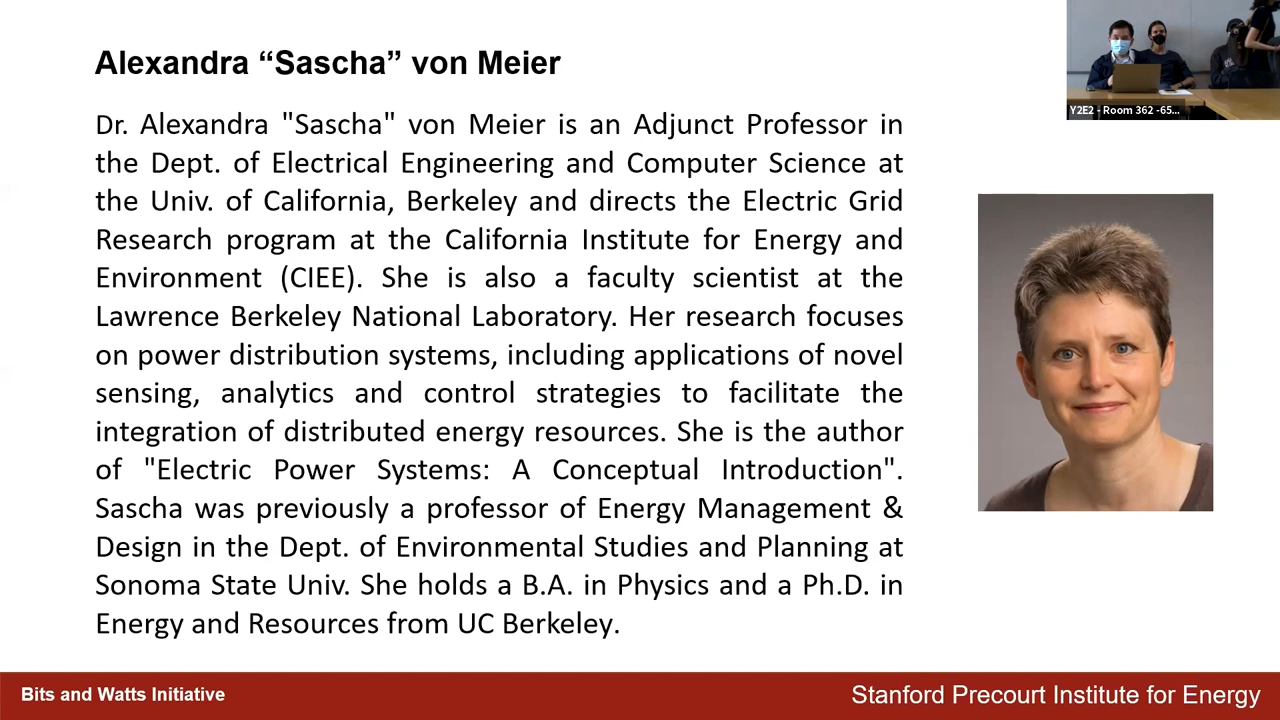 Alexandra “Sascha” von Meier
Dr. Alexandra "Sascha" von Meier is an Adjunct Professor in
the Dept. of Electrical Engineering and Computer Science at
the Univ. of California, Berkeley and directs the Electric Grid
Research program at the California Institute for Energy and
Environment (CIEE). She is also a faculty scientist at the
Lawrence Berkeley National Laboratory. Her research focuses
on power distribution systems, including applications of novel
sensing, analytics and control strategies to facilitate the
integration of distributed energy resources. She is the author
of "Electric Power Systems: A Conceptual Introduction".
Sascha was previously a professor of Energy Management &
Design in the Dept. of Environmental Studies and Planning at
Sonoma State Univ. She holds a B.A. in Physics and a Ph.D. in
Energy and Resources from UC Berkeley.
Y2E2 - Room 362 -65...
Bits and Watts Initiative
Stanford Precourt Institute for Energy